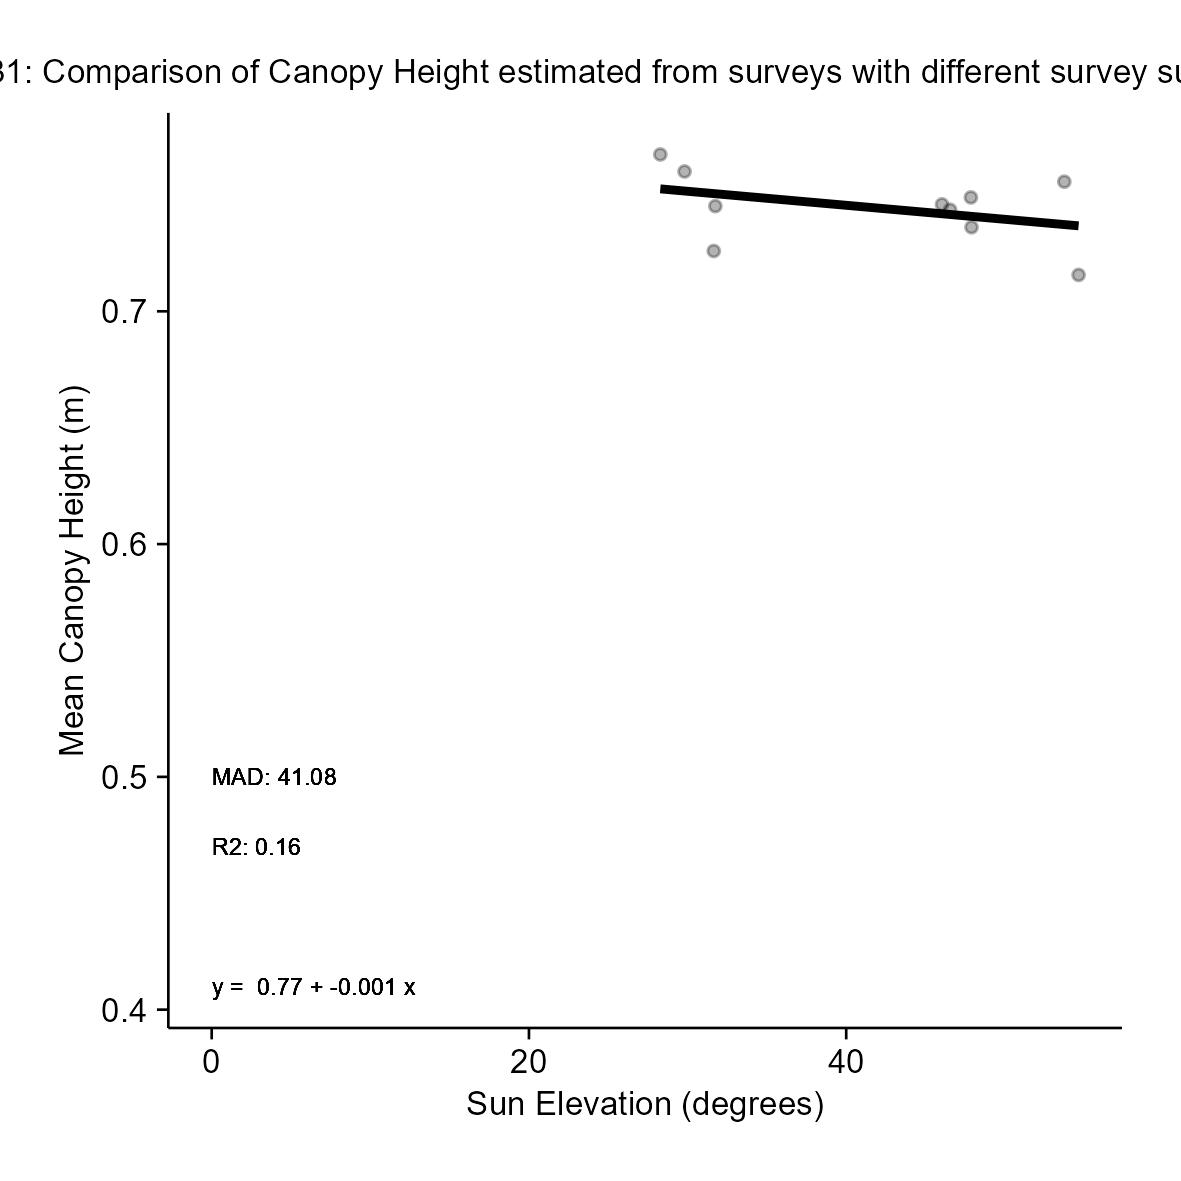 31: Comparison of Canopy Height estimated from surveys with different survey su
0.7
0.6
0.5
0.4
Mean Canopy Height (m)
MAD: 41.08
R2: 0.16
y = 0.77 + -0.001 x
0
20
40
Sun Elevation (degrees)